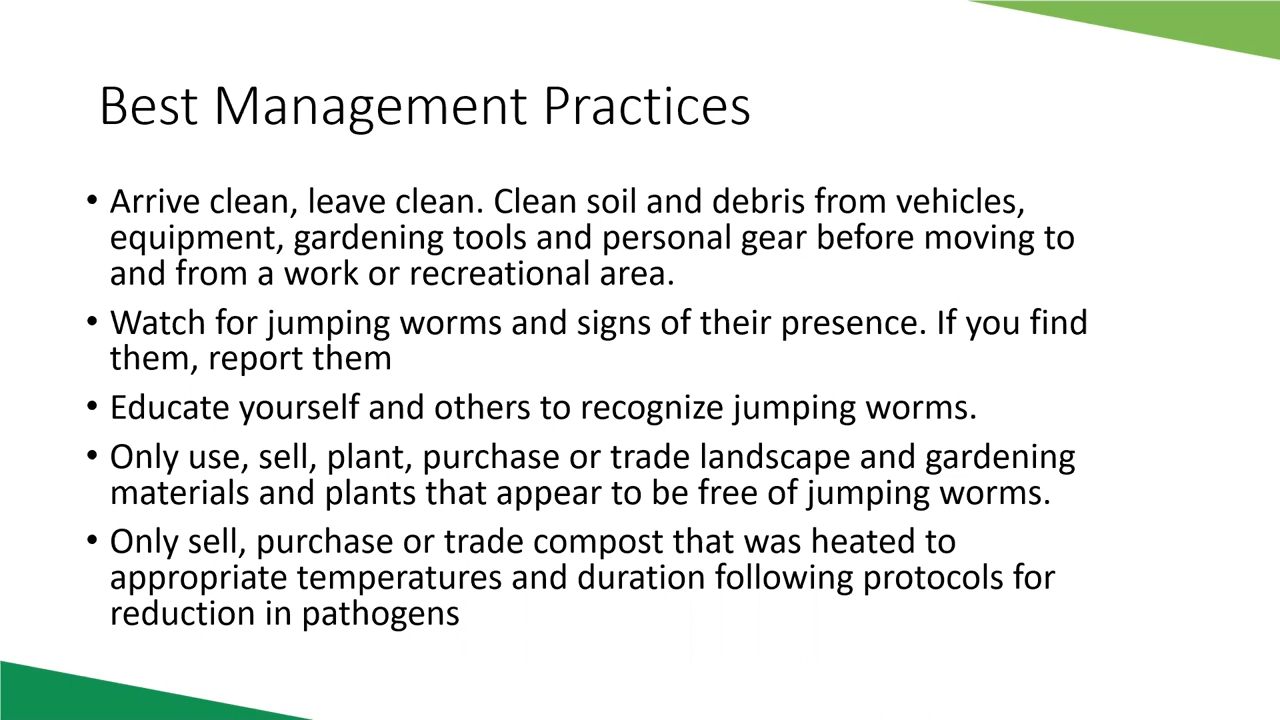 Best Management Practices
• Arrive clean, leave clean. Clean soil and debris from vehicles,
equipment, gardening tools and personal gear before moving to
and from a work or recreational area.
• Watch for jumping worms and signs of their presence. If you find
them, report them
• Educate yourself and others to recognize jumping worms.
• Only use, sell, plant, purchase or trade landscape and gardening
materials and plants that appear to be free of jumping worms.
• Only sell, purchase or trade compost that was heated to
appropriate temperatures and duration following protocols for
reduction in pathogens